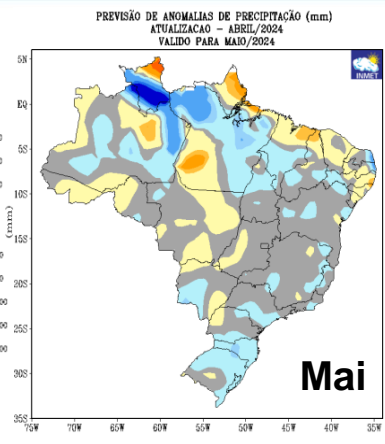 PREVISÃO DE ANOMALIAS DE PRECIPITAÇÃO (mm)
ATUALIZACAO - ABRIL/2024
VALIDO PARA MAIO/2024
INMET
5N
EQ
5S
10S
15S
20S
25S
30S
35S
(mm)
Mai
75W 70W 65W 60W 55W 50W 45W 40W 35W